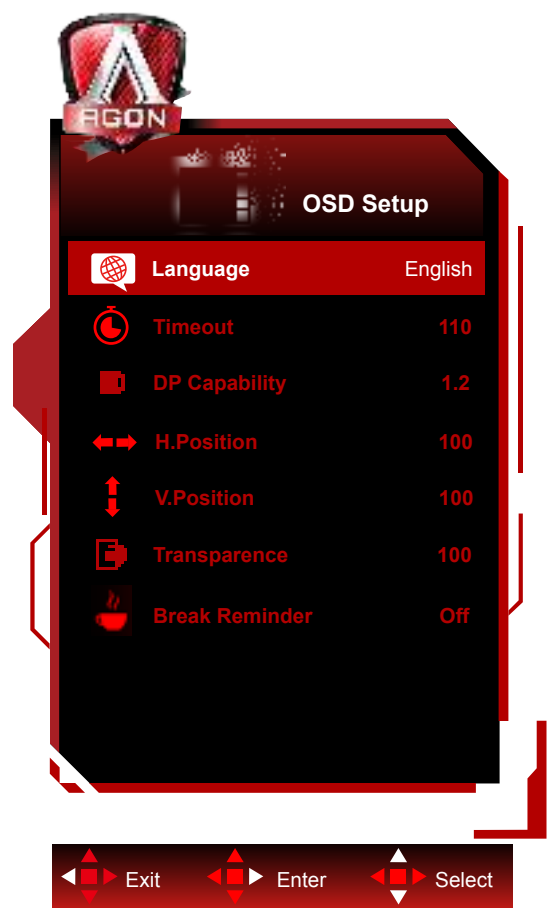 AGON
OSD Setup
Language English
Timeout 110
DP Capability 1.2
H.Position 100
V.Position 100
Transparence 100
Break Reminder Off
Exit Enter Select